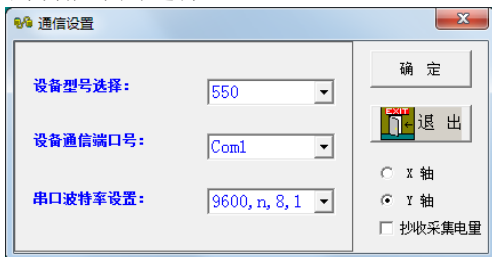 通信设置
设备型号选择：
550
设备通信端口号：
Com1
串口波特率设置：
9600,n,8,1
确 定
EXIT
退 出
X 轴
Y 轴
抄收采集电量